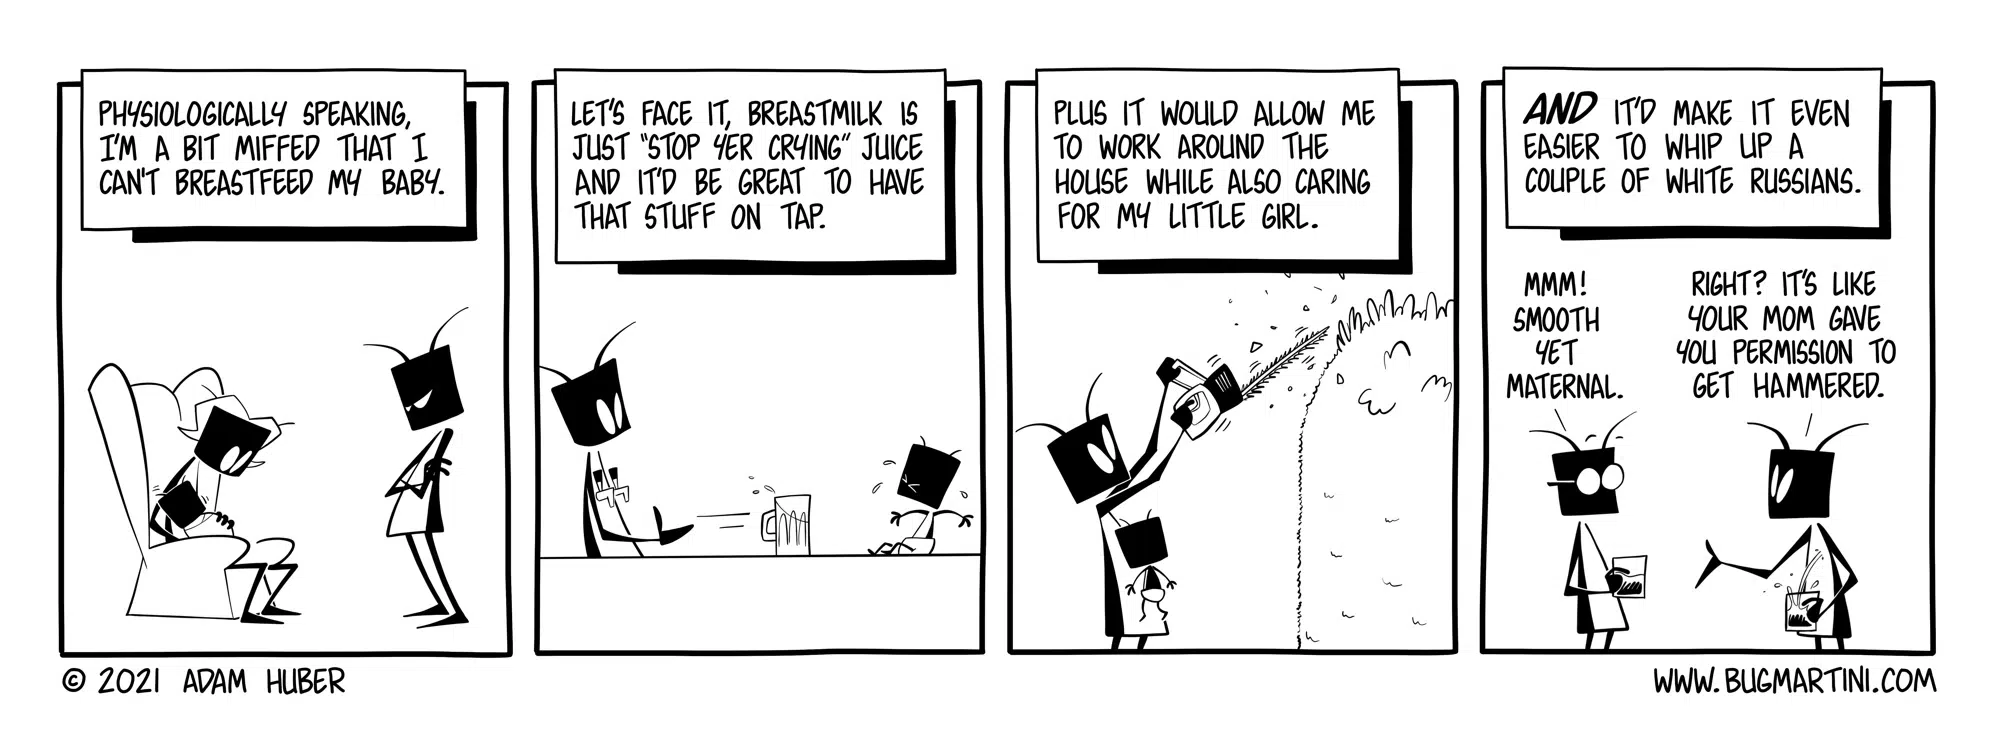 PHYSIOLOGICALLY SPEAKING,
I'M A BIT MIFFED THAT I
CAN'T BREASTFEED MY BABY.
LET'S FACE IT, BREASTMILK IS
JUST "STOP YER CRYING" JUICE
AND IT'D BE GREAT TO HAVE
THAT STUFF ON TAP.
PLUS IT WOULD ALLOW ME
TO WORK AROUND THE
HOUSE WHILE ALSO CARING
FOR MY LITTLE GIRL.
AND IT'D MAKE IT EVEN
EASIER TO WHIP UP A
COUPLE OF WHITE RUSSIANS.
MMM!
SMOOTH
YET
MATERNAL.
RIGHT? IT'S LIKE
YOUR MOM GAVE
YOU PERMISSION TO
GET HAMMERED.
© 2021 ADAM HUBER
WWW.BUGMARTINI.COM